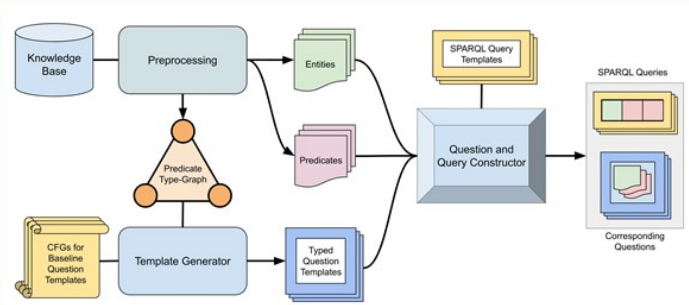 Knowledge
Base
Preprocessing
Entities
SPARQL Query
Templates
SPARQL Queries
Predicate
Type-Graph
Predicates
Question and
Query Constructor
CFGs for
Baseline
Question
Templates
Template Generator
Typed
Question
Templates
Corresponding
Questions